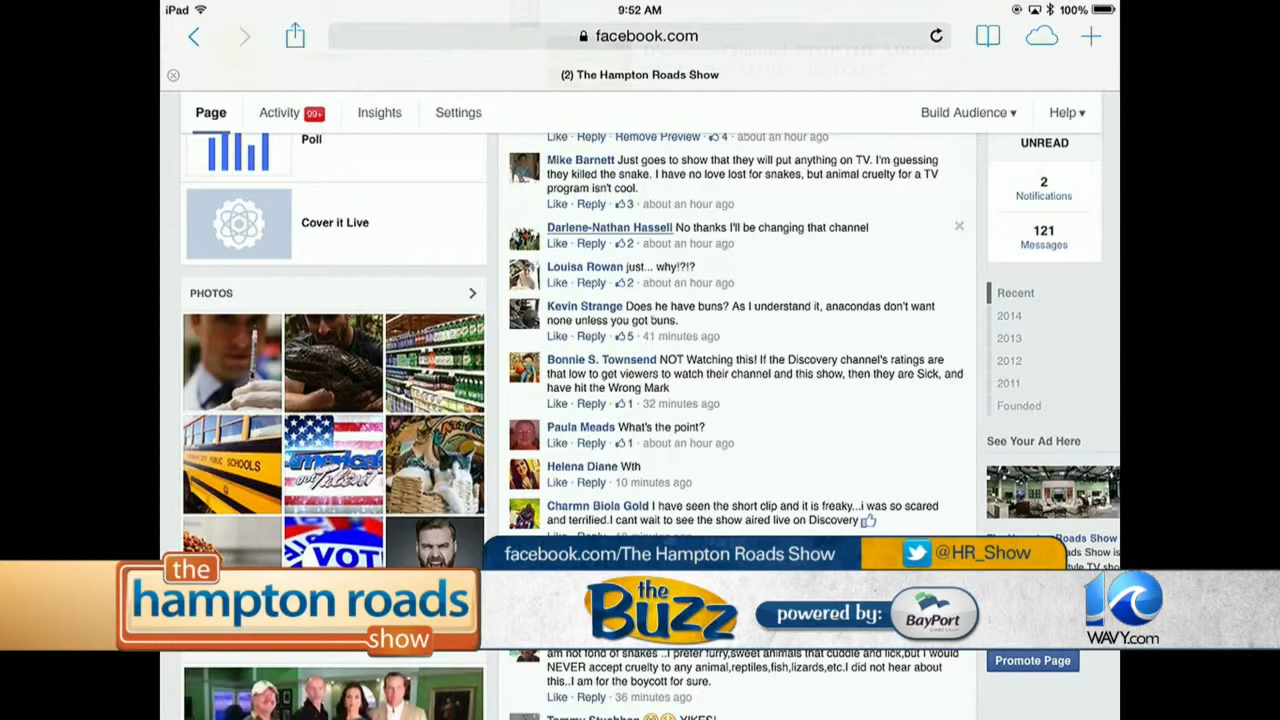 iPad
9:52 AM
100%
facebook.com
(2) The Hampton Roads Show
Page
Activity 99+
Insights
Settings
Build Audience ▾
Help ▾
Poll
Cover it Live
PHOTOS
Like · Reply · Remove Preview · 4 · about an hour ago
Mike Barnett Just goes to show that they will put anything on TV. I'm guessing
they killed the snake. I have no love lost for snakes, but animal cruelty for a TV
program isn't cool.
Like · Reply · 3 · about an hour ago
Darlene-Nathan Hassell No thanks I'll be changing that channel
Like · Reply · 2 · about an hour ago
Louisa Rowan just... why!?!?
Like · Reply · 2 · about an hour ago
Kevin Strange Does he have buns? As I understand it, anacondas don't want
none unless you got buns.
Like · Reply · 5 · 41 minutes ago
Bonnie S. Townsend NOT Watching this! If the Discovery channel's ratings are
that low to get viewers to watch their channel and this show, then they are Sick, and
have hit the Wrong Mark
Like · Reply · 1 · 32 minutes ago
Paula Meads What's the point?
Like · Reply · 1 · about an hour ago
Helena Diane Wth
Like · Reply · 10 minutes ago
Charmn Biola Gold I have seen the short clip and it is freaky...i was so scared
and terrified.I cant wait to see the show aired live on Discovery
UNREAD
2
Notifications
121
Messages
Recent
2014
2013
2012
2011
Founded
See Your Ad Here
PUBLIC SCHOOLS
America's
got Talent
VOTE
Roads Show
Roads Show is
facebook.com/The Hampton Roads Show
@HR_Show
the
hampton roads
show
the
Buzz
powered by:
BayPort
10
WAVY.com
am not fond of snakes ..I prefer furry,sweet animals that cuddle and lick,but I would
NEVER accept cruelty to any animal,reptiles,fish,lizards,etc.I did not hear about
this..I am for the boycott for sure.
Like · Reply · 36 minutes ago
YIKES!
Promote Page